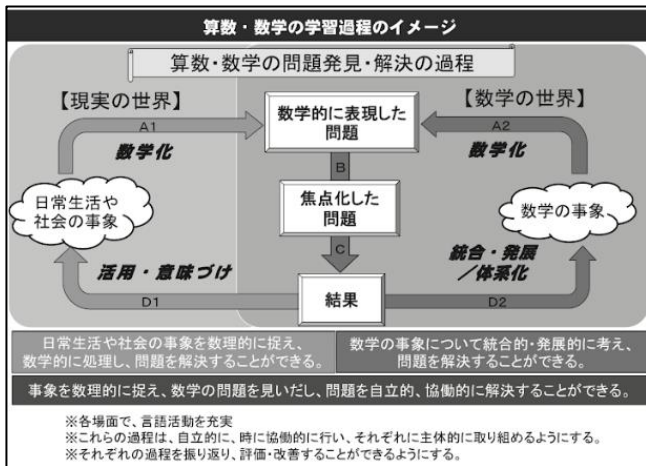 算数・数学の学習過程のイメージ
算数・数学の問題発見・解決の過程
【現実の世界】
【数学の世界】
数学的に表現した
問題
A1
A2
数学化
数学化
B
日常生活や
社会の事象
焦点化した
問題
数学の事象
C
活用・意味づけ
統合・発展
／体系化
結果
D1
D2
日常生活や社会の事象を数理的に捉え、
数学的に処理し、問題を解決することができる。
数学の事象について統合的・発展的に考え、
問題を解決することができる。
事象を数理的に捉え、数学の問題を見いだし、問題を自立的、協働的に解決することができる。
※各場面で、言語活動を充実
※これらの過程は、自立的に、時に協働的に行い、それぞれに主体的に取り組めるようにする。
※それぞれの過程を振り返り、評価・改善することができるようにする。